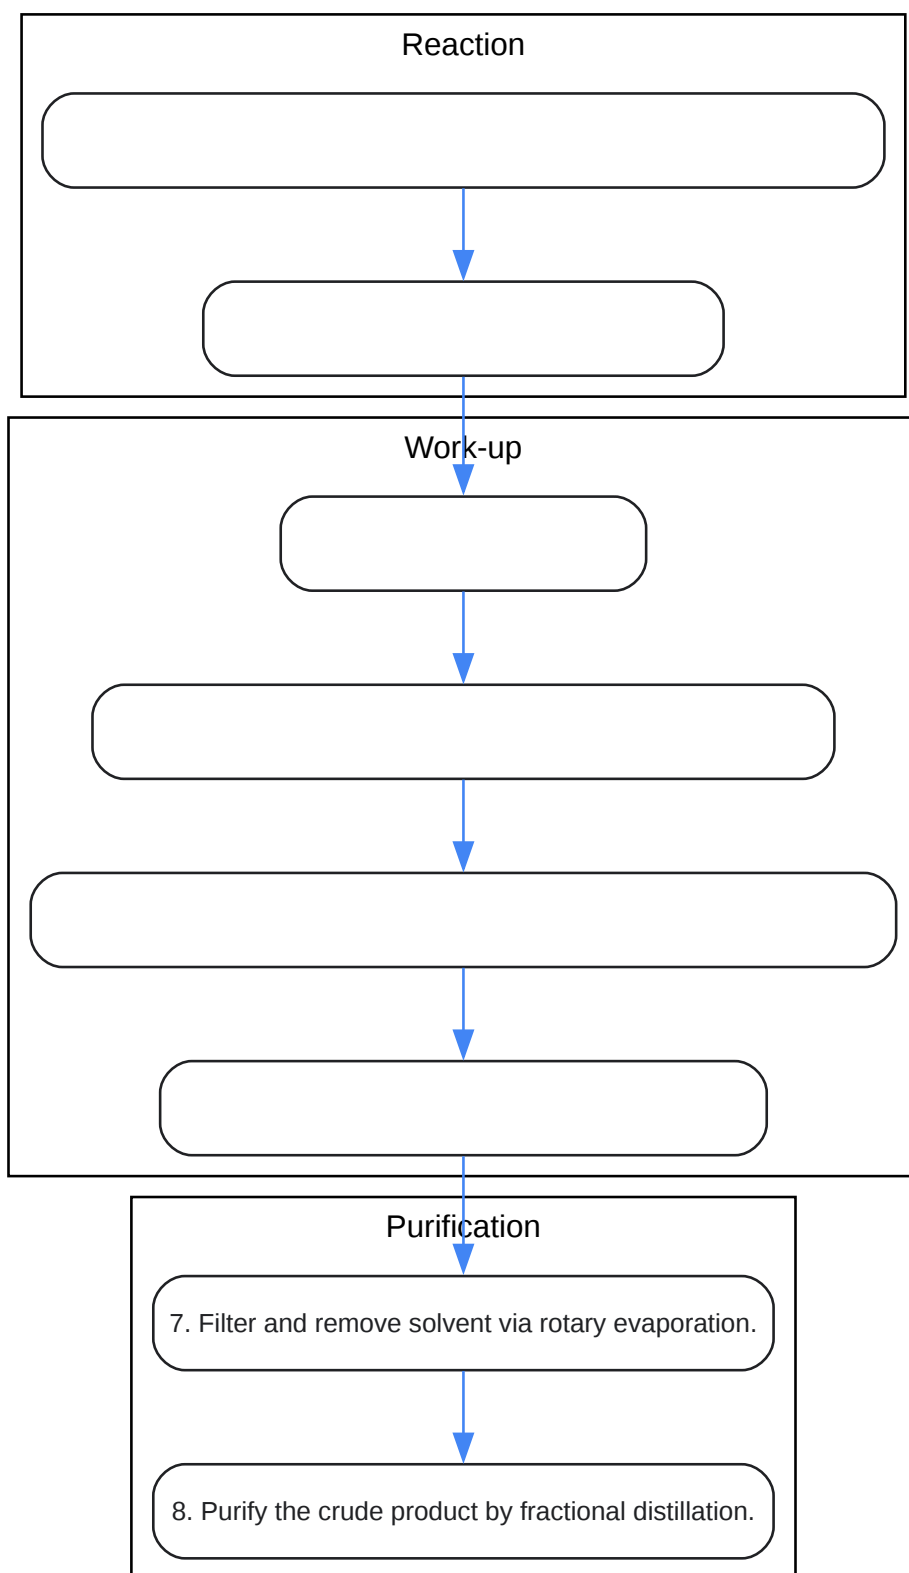 Reaction
Work-up
Purification
7. Filter and remove solvent via rotary evaporation.
8. Purify the crude product by fractional distillation.